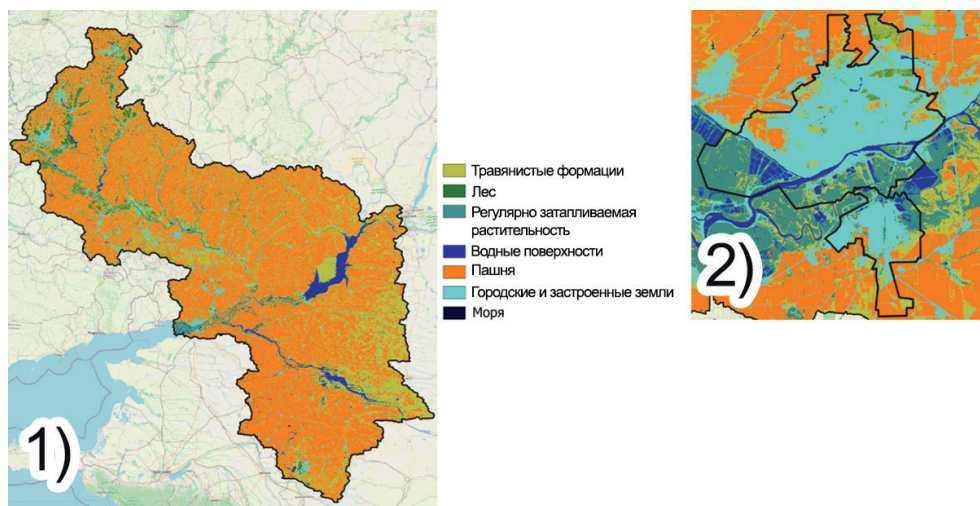 1)
Травянистые формации
Лес
Регулярно затапливаемая
растительность
Водные поверхности
Пашня
Городские и застроенные земли
Моря
2)